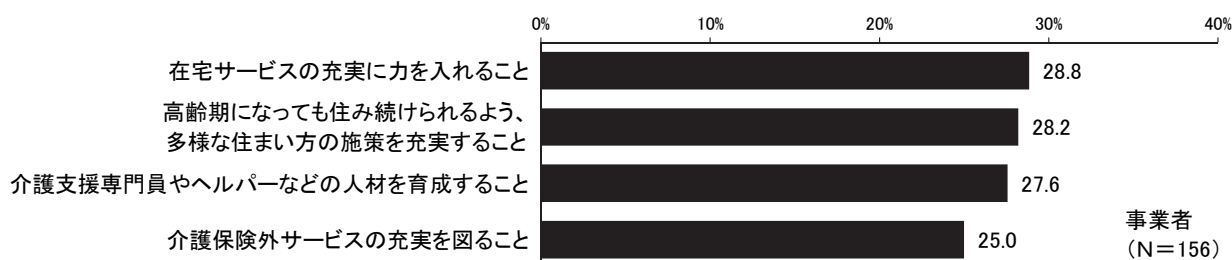 0% 10% 20% 30% 40%
在宅サービスの充実に力を入れること 28.8
高齢期になっても住み続けられるよう、
多様な住まい方の施策を充実すること 28.2
介護支援専門員やヘルパーなどの人材を育成すること 27.6
介護保険外サービスの充実を図ること 25.0
事業者
(N=156)